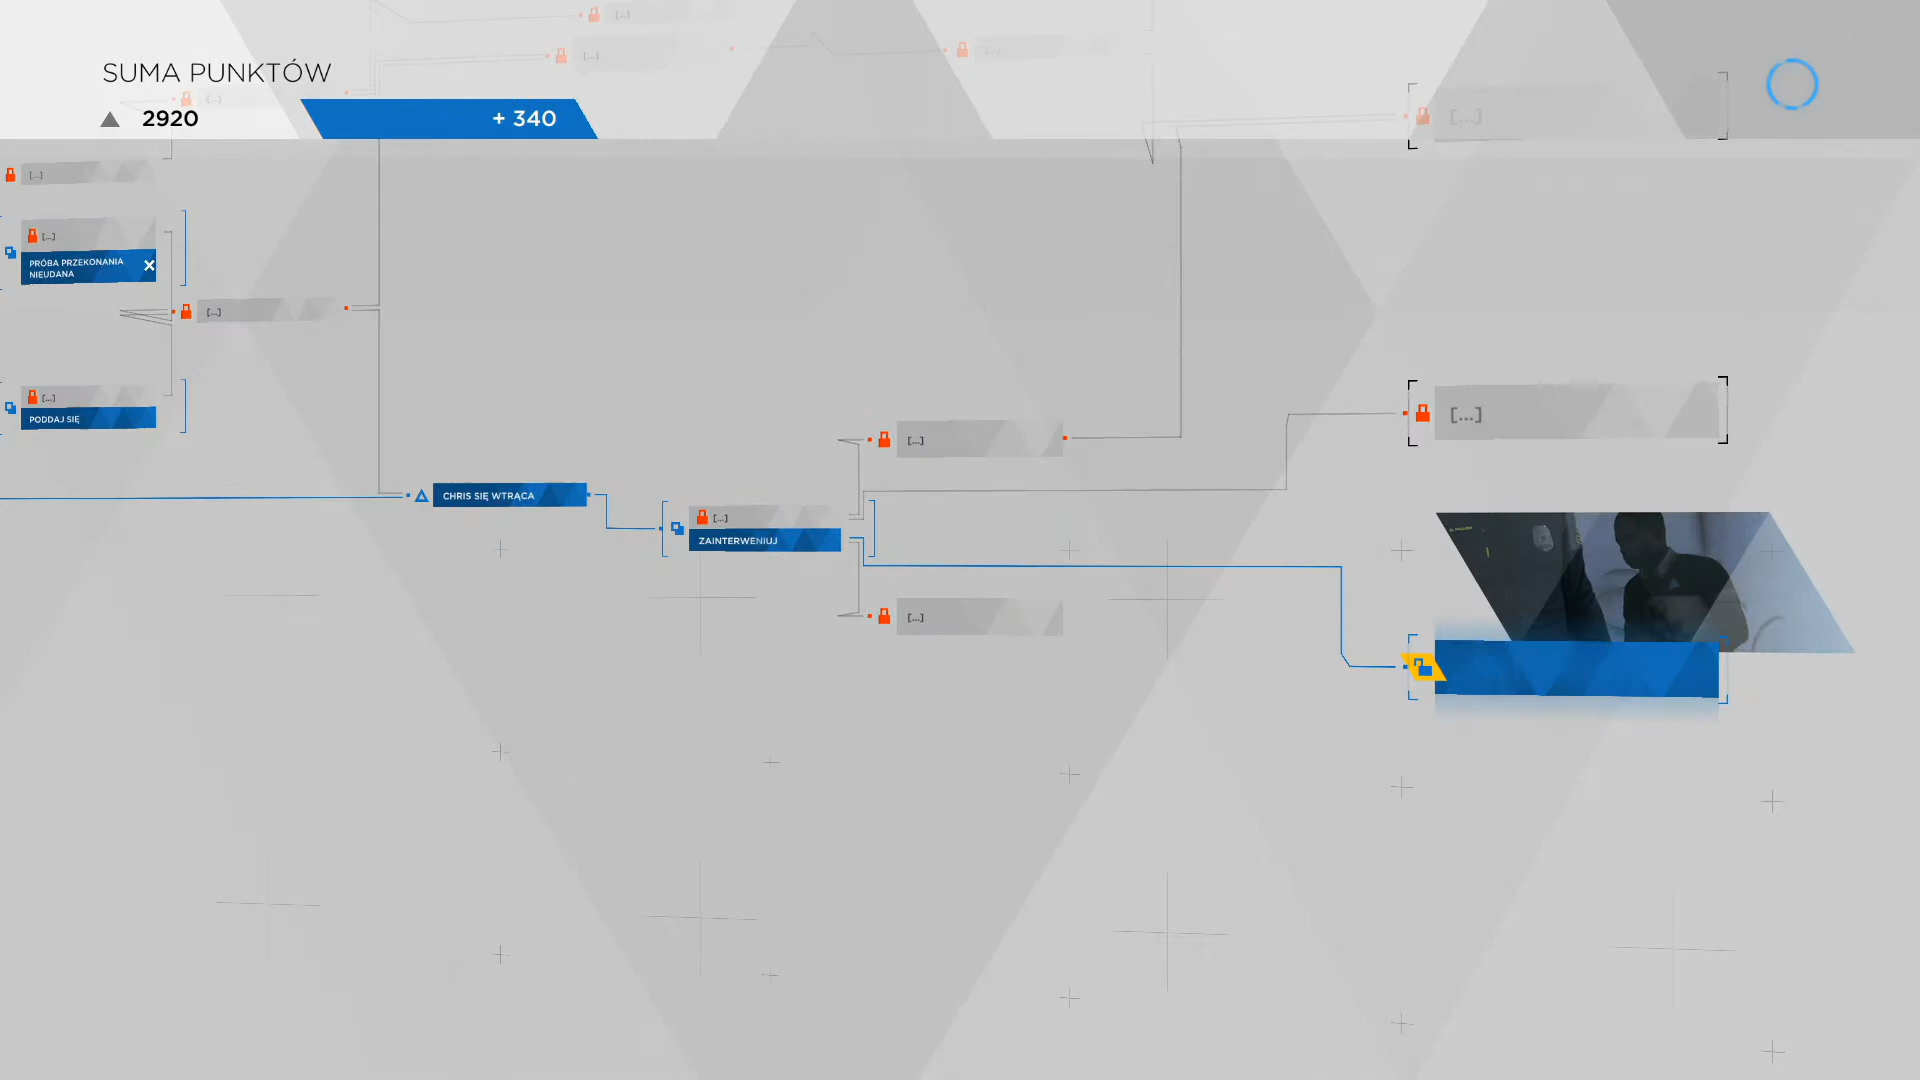 [...]
[...]
[...]
SUMA PUNKTÓW
[...]
2920
+ 340
[...]
[...]
[...]
PRÓBA PRZEKONANIA
NIEUDANA
[...]
[...]
PODDAJ SIĘ
[...]
[...]
CHRIS SIĘ WTRĄCA
[...]
ZAINTERWENIUJ
[...]